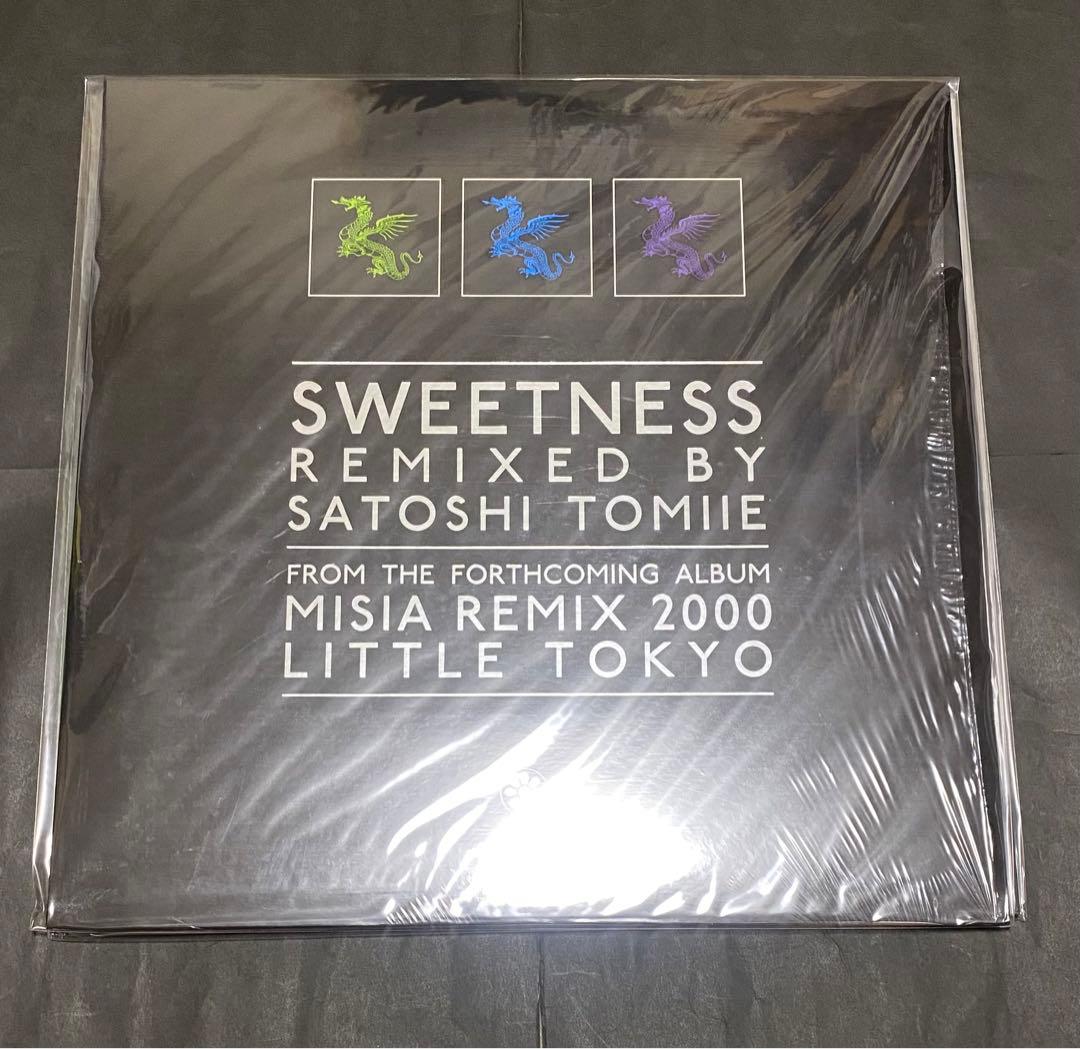 SWEETNESS
REMIXED BY
SATOSHI TOMIIE
FROM THE FORTHCOMING ALBUM
MISIA REMIX 2000
LITTLE TOKYO